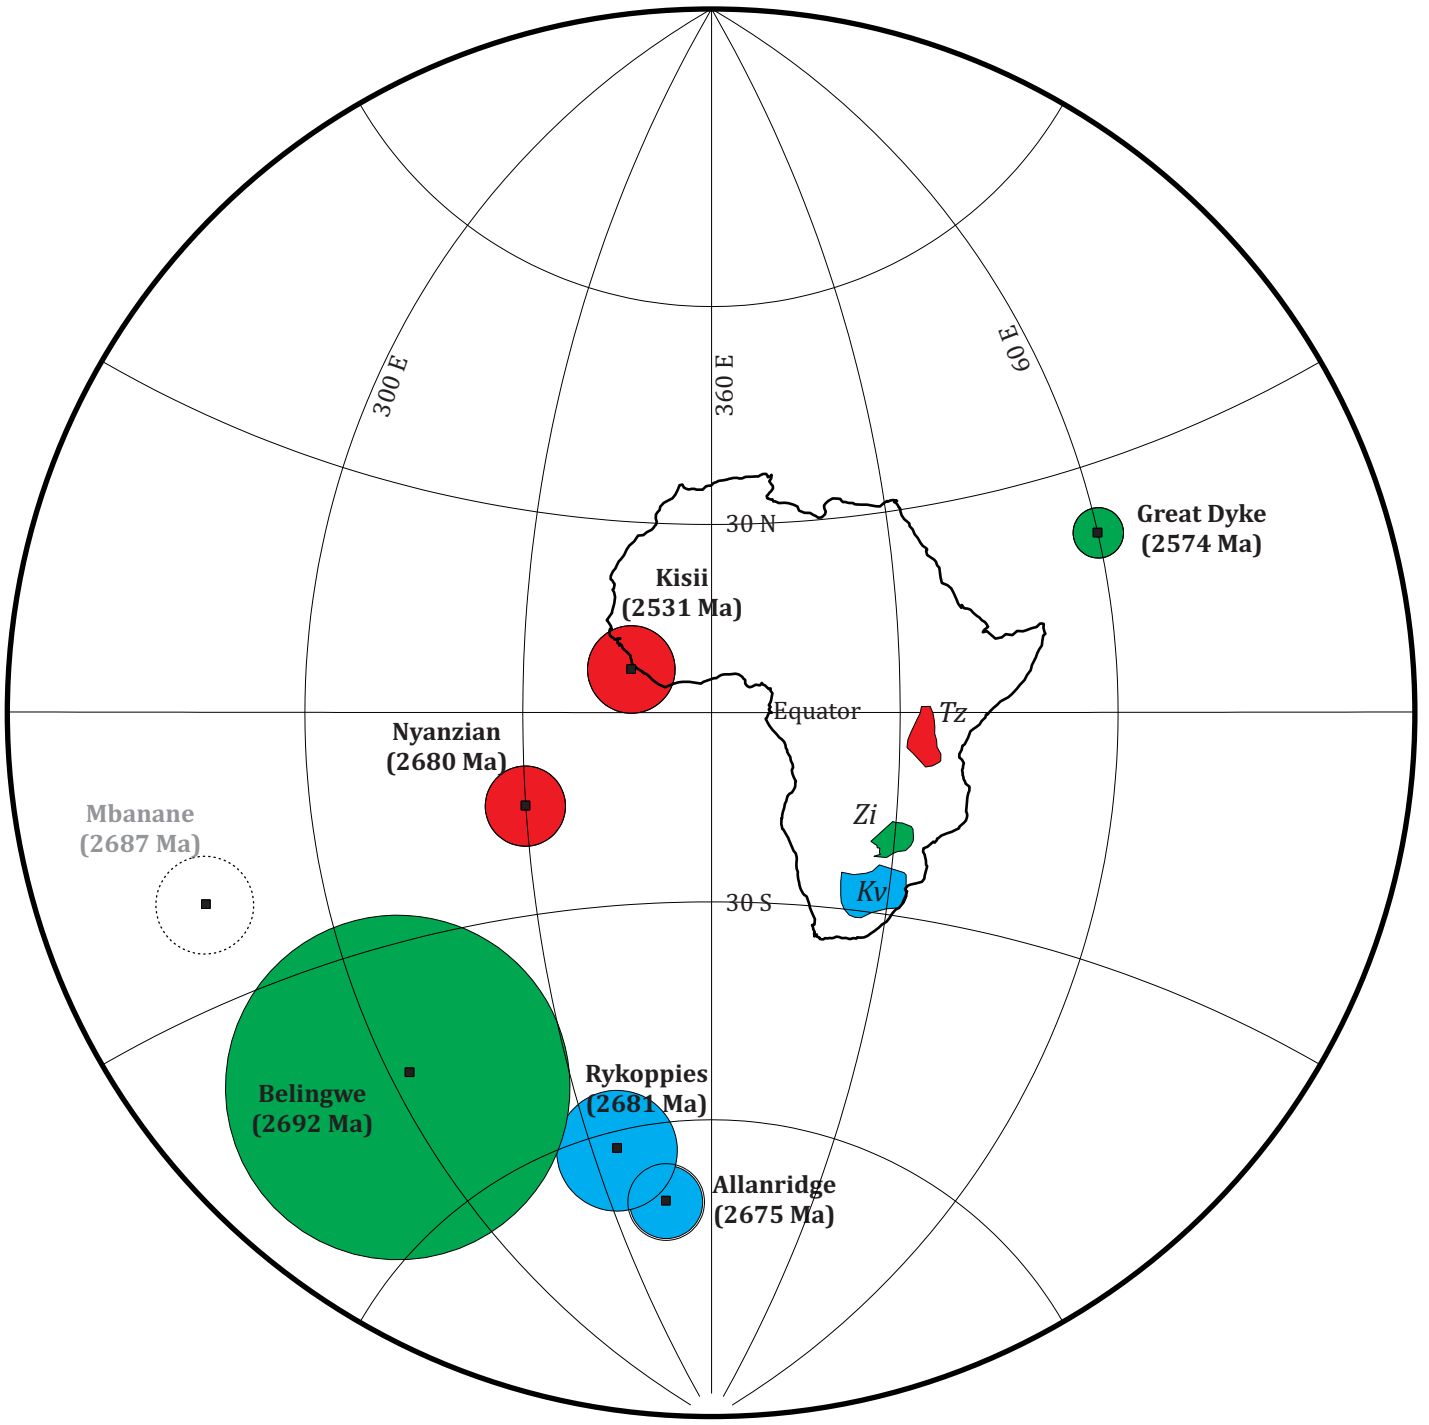 300 E
360 E
60 E
30 N
Great Dyke
(2574 Ma)
Kisii
(2531 Ma)
Equator
Tz
Nyanzian
(2680 Ma)
Mbanane
(2687 Ma)
Zi
Kv
30 S
Belingwe
(2692 Ma)
Rykoppies
(2681 Ma)
Allanridge
(2675 Ma)